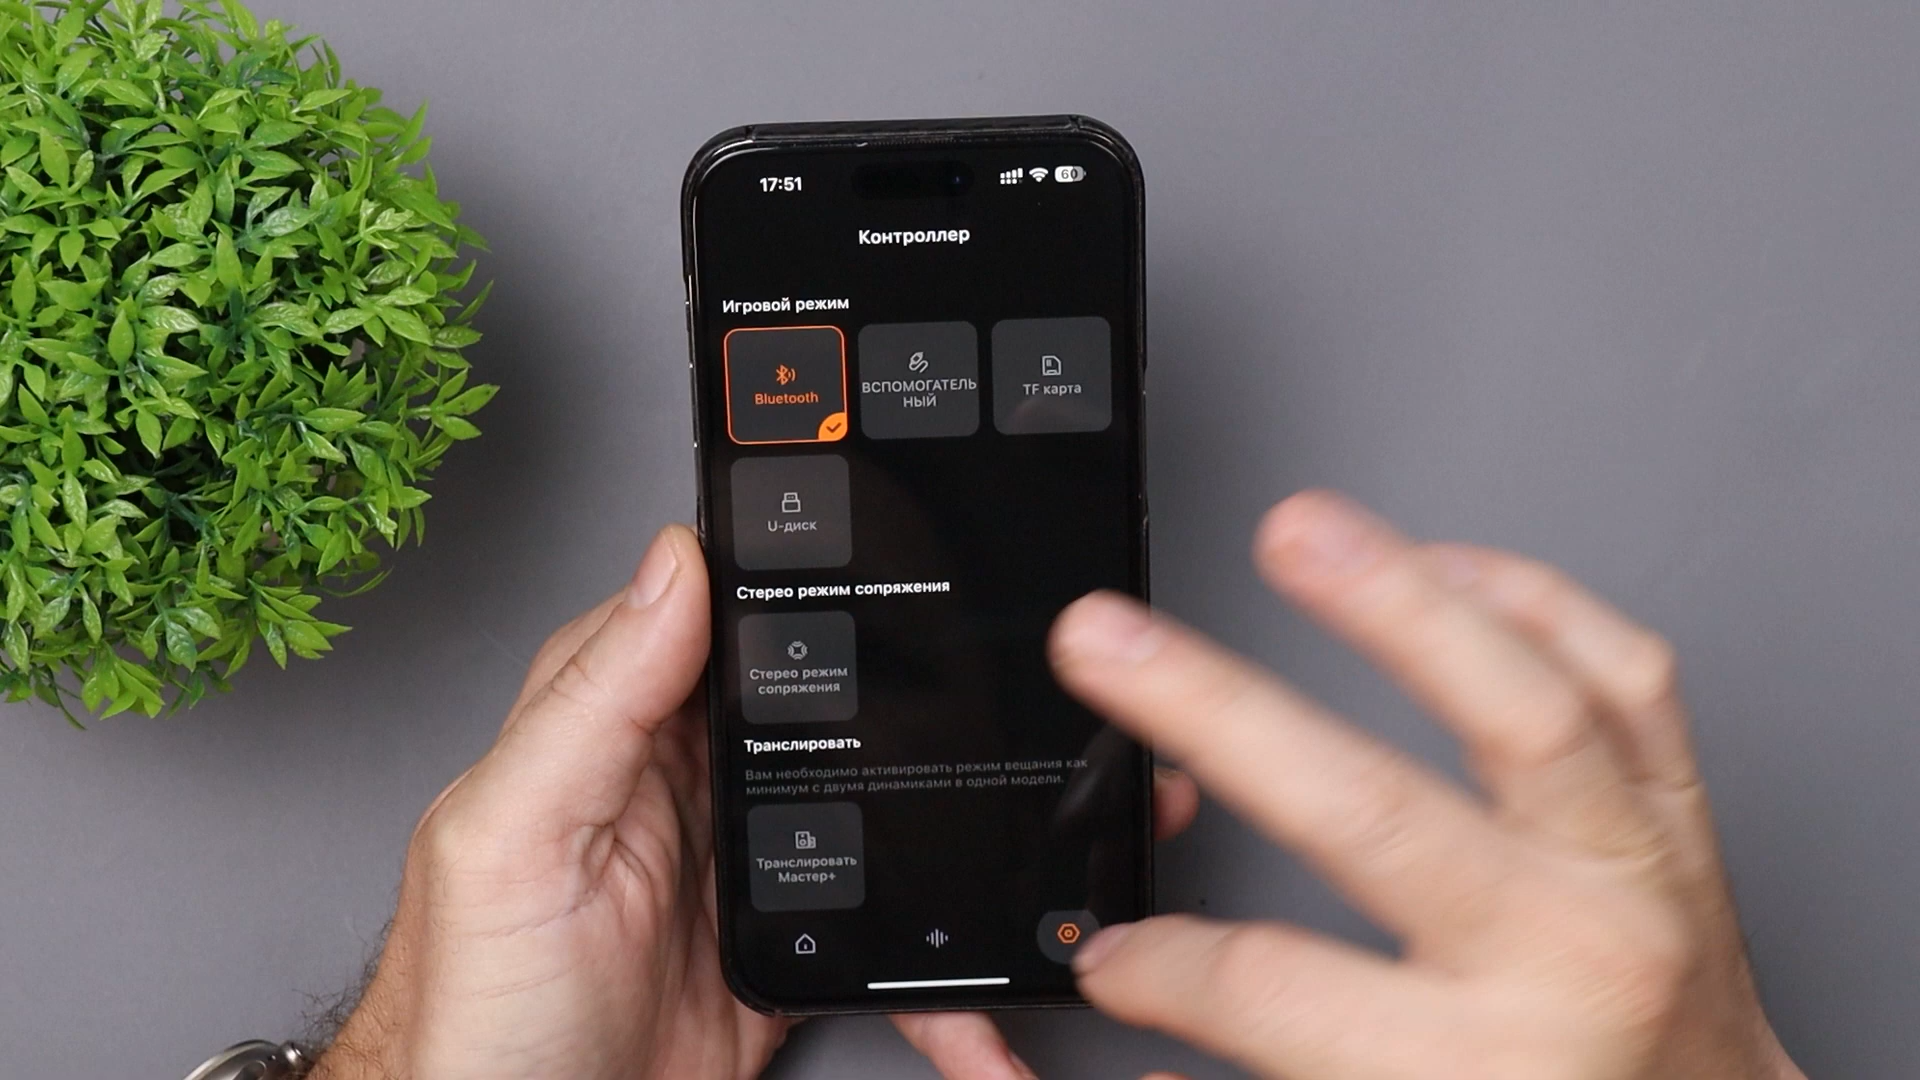 17:51
60
Контроллер
Игровой режим
Bluetooth
ВСПОМОГАТЕЛЬ
НЫЙ
TF карта
U-диск
Стерео режим сопряжения
Стерео режим
сопряжения
Транслировать
Вам необходимо активировать режим вещания как
минимум с двумя динамиками в одной модели.
Транслировать
Мастер+